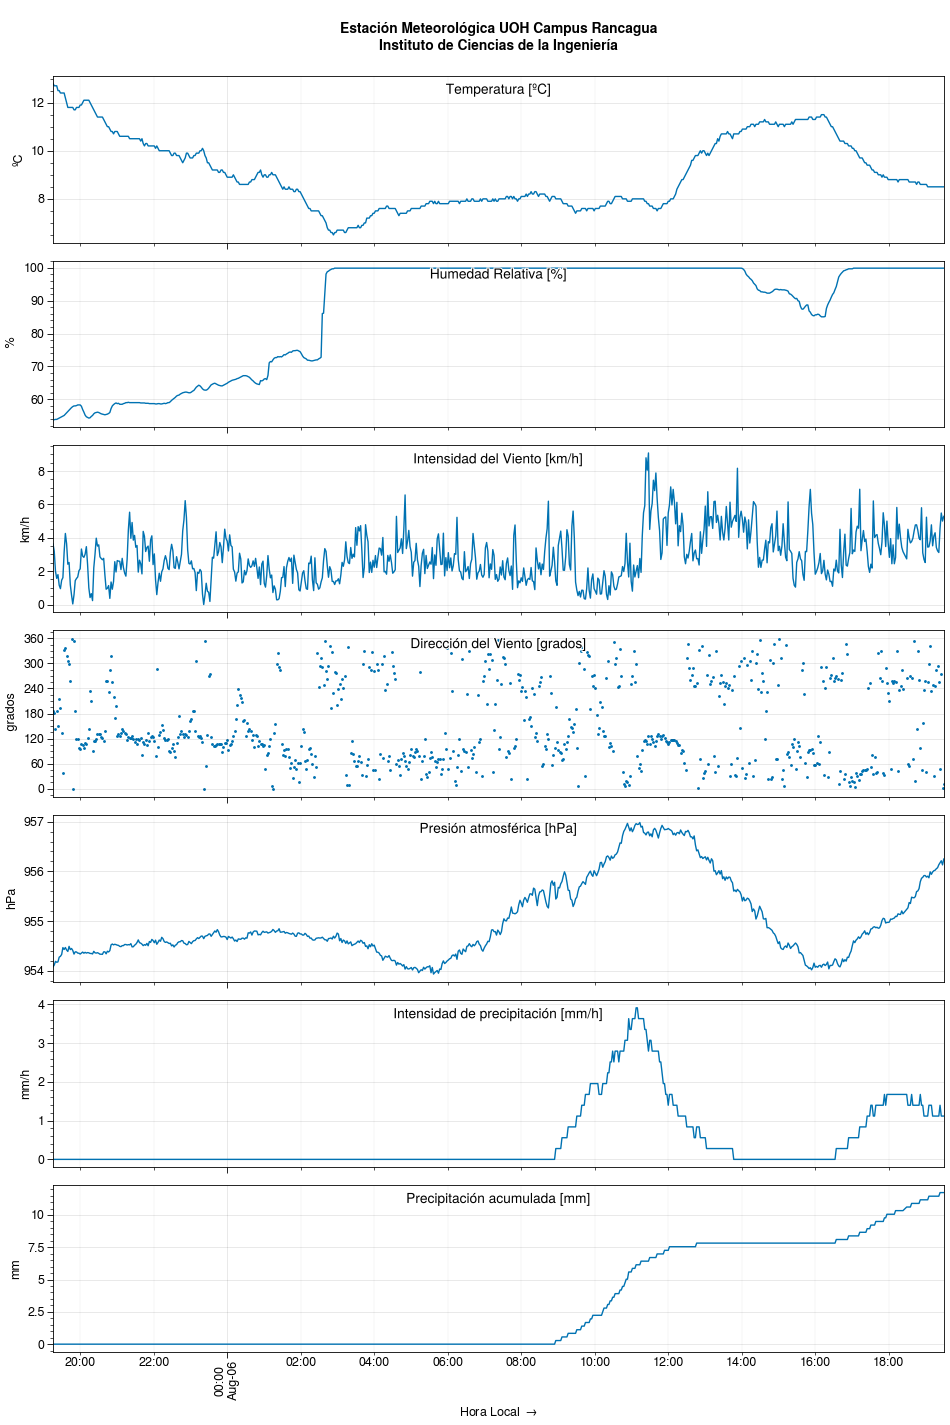 Estación Meteorológica UOH Campus Rancagua
Instituto de Ciencias de la Ingeniería
Temperatura [ºC]
12
10
8
ºC
Humedad Relativa [%]
100
90
80
70
60
%
Intensidad del Viento [km/h]
8
6
4
2
0
km/h
Dirección del Viento [grados]
360
300
240
180
120
60
0
grados
Presión atmosférica [hPa]
957
956
955
954
hPa
Intensidad de precipitación [mm/h]
4
3
2
1
0
mm/h
Precipitación acumulada [mm]
10
7.5
5
2.5
0
mm
20:00
22:00
00:00
Aug-06
02:00
04:00
06:00
08:00
10:00
12:00
14:00
16:00
18:00
Hora Local →